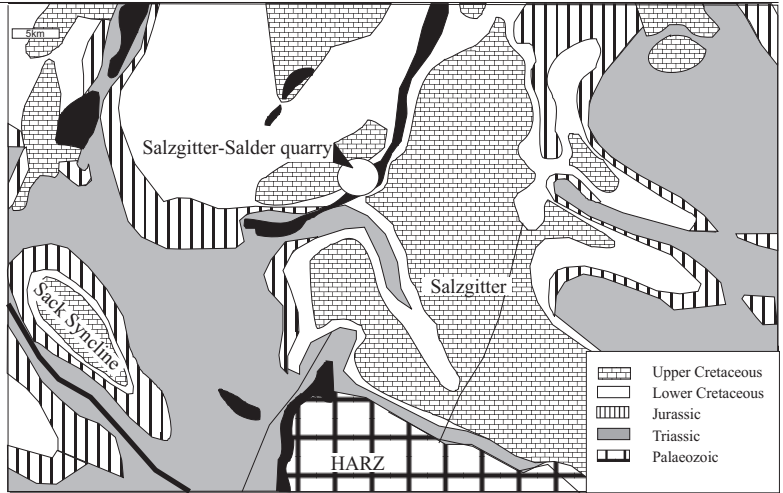 5km
Salzgitter-Salder quarry
Salzgitter
Sack Syncline
HARZ
Upper Cretaceous
Lower Cretaceous
Jurassic
Triassic
Palaeozoic